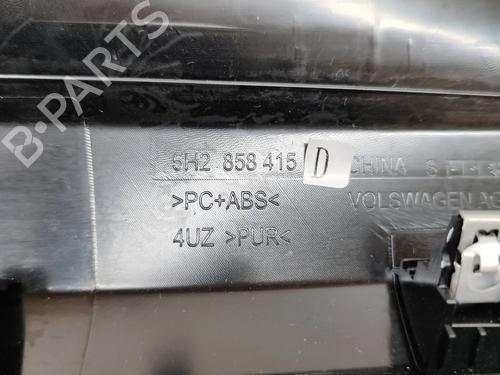 B-PARTS
5H2 858 415 D CHINA
>PC+ABS< VOLSWAGEN AG
4UZ >PUR<